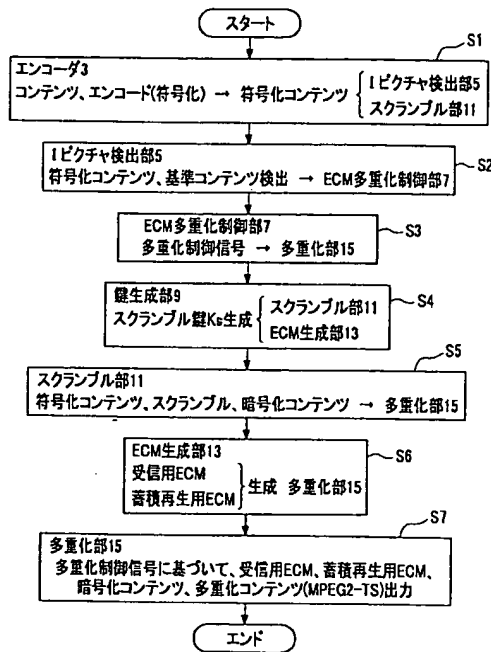 スタート
S1
エンコーダ3
コンテンツ、エンコード(符号化) → 符号化コンテンツ { Iピクチャ検出部5
スクランブル部11
S2
Iピクチャ検出部5
符号化コンテンツ、基準コンテンツ検出 → ECM多重化制御部7
S3
ECM多重化制御部7
多重化制御信号 → 多重化部15
S4
鍵生成部9
スクランブル鍵Ks生成 { スクランブル部11
ECM生成部13
S5
スクランブル部11
符号化コンテンツ、スクランブル、暗号化コンテンツ → 多重化部15
S6
ECM生成部13
受信用ECM
蓄積再生用ECM } 生成 多重化部15
S7
多重化部15
多重化制御信号に基づいて、受信用ECM、蓄積再生用ECM、
暗号化コンテンツ、多重化コンテンツ(MPEG2-TS)出力
エンド